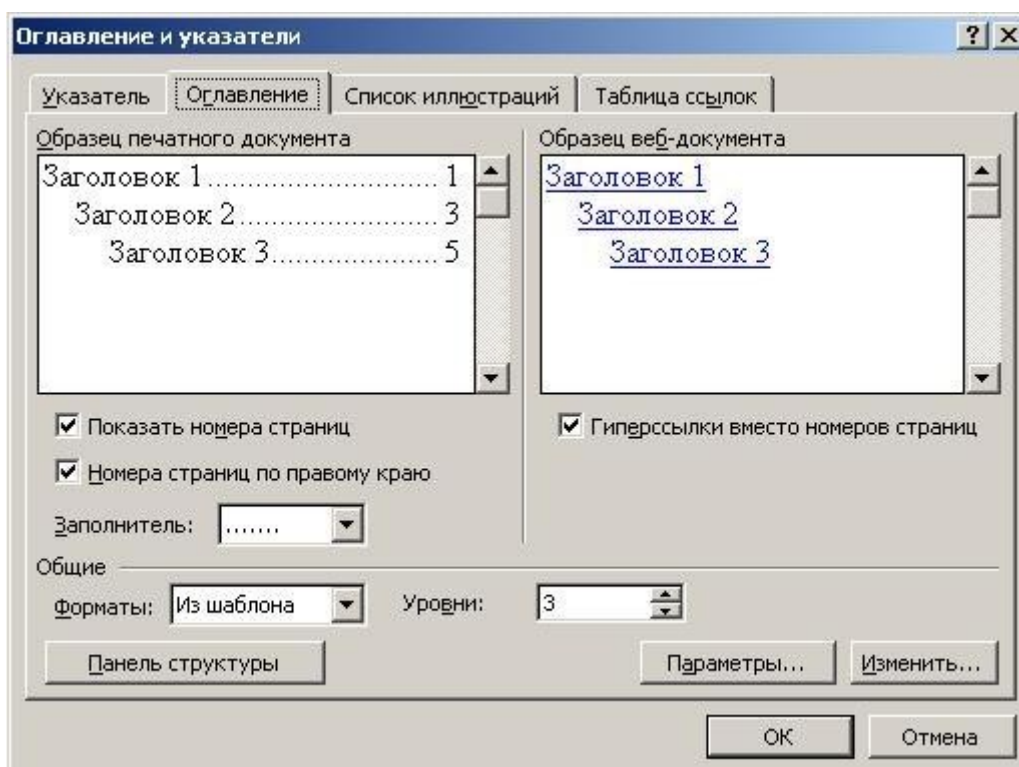 Оглавление и указатели
Указатель Оглавление Список иллюстраций Таблица ссылок
Образец печатного документа
Заголовок 1.............................. 1
Заголовок 2.......................... 3
Заголовок 3..................... 5
Образец веб-документа
Заголовок 1
Заголовок 2
Заголовок 3
Показать номера страниц
Номера страниц по правому краю
Заполнитель: .......
Гиперссылки вместо номеров страниц
Общие
Форматы: Из шаблона Уровни: 3
Панель структуры Параметры... Изменить...
ОК Отмена